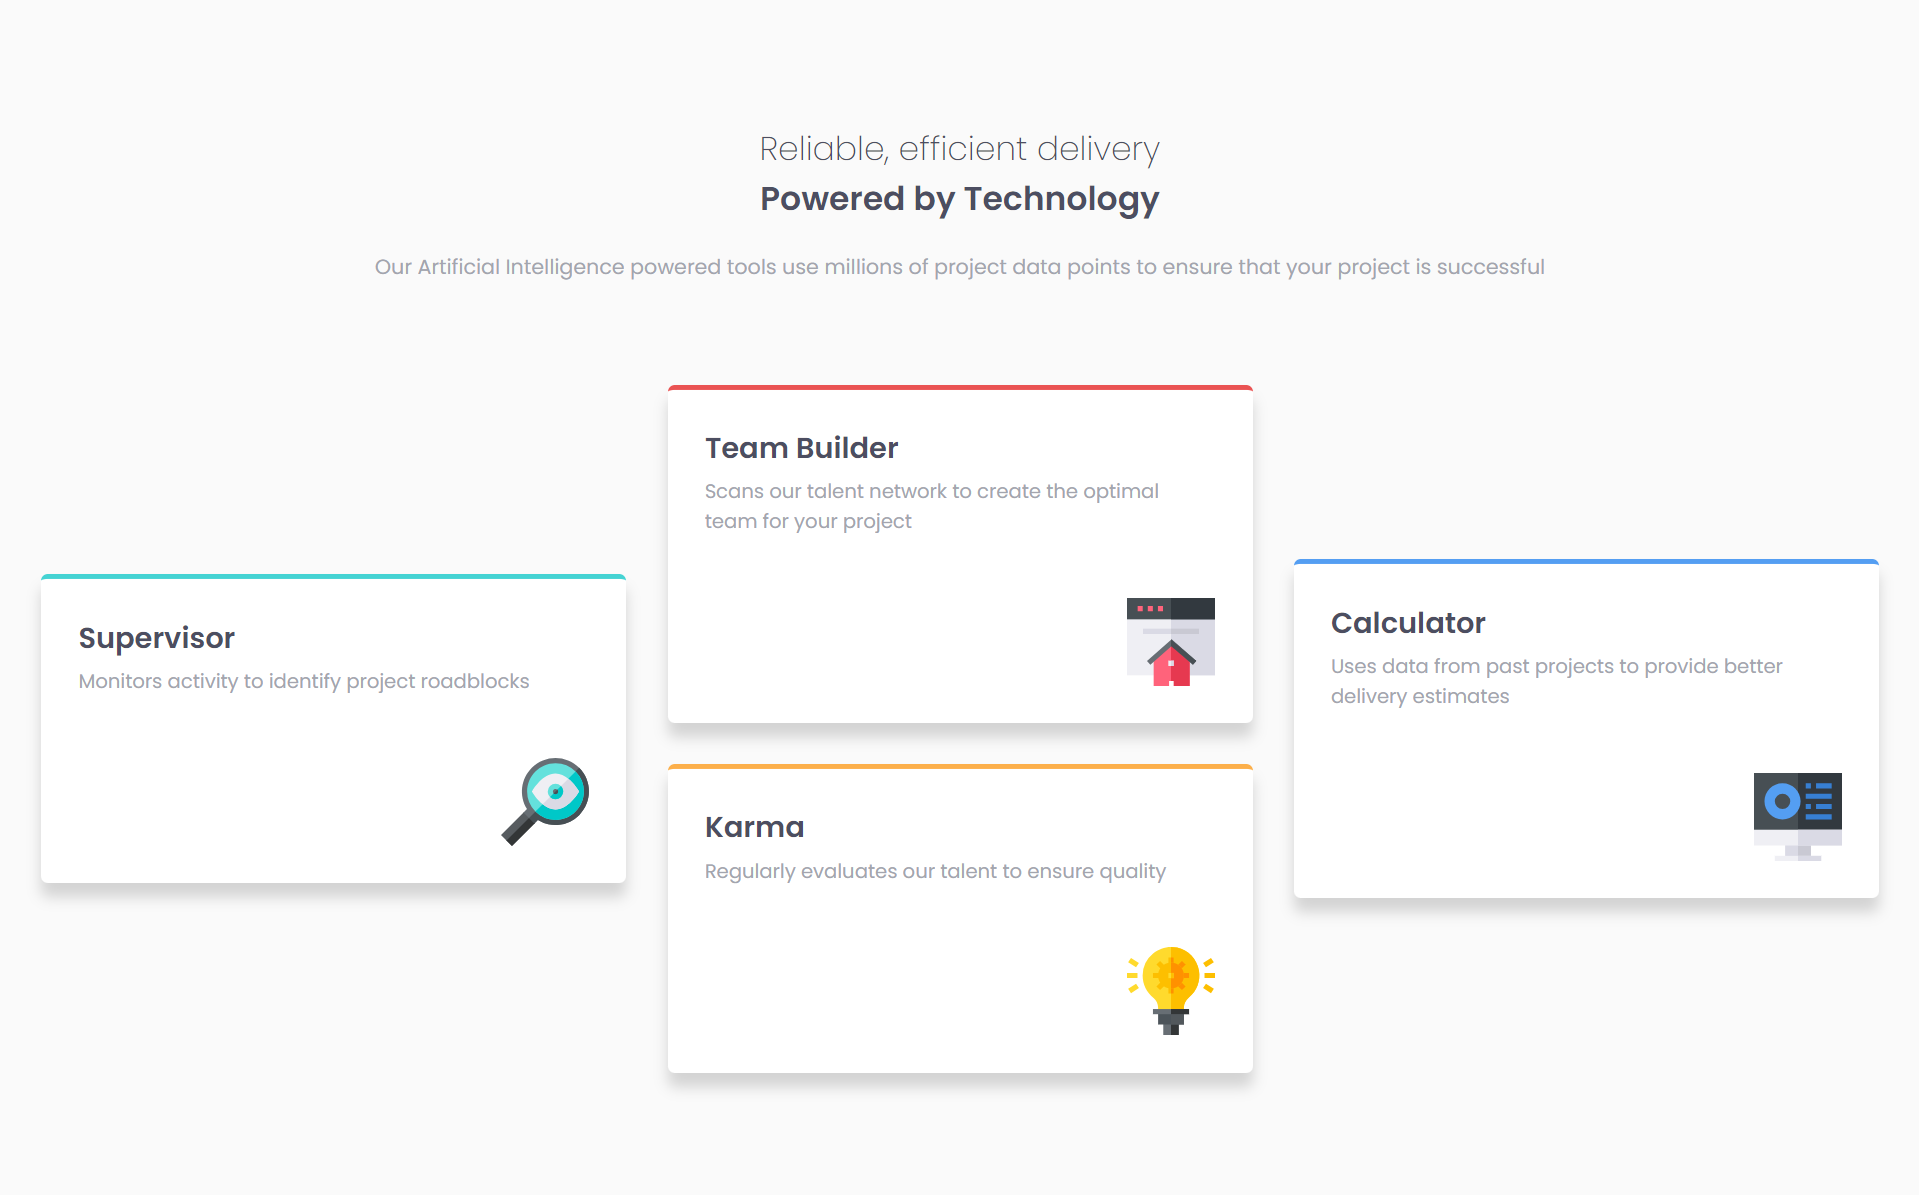 Reliable, efficient delivery
Powered by Technology
Our Artificial Intelligence powered tools use millions of project data points to ensure that your project is successful
Supervisor
Monitors activity to identify project roadblocks
Team Builder
Scans our talent network to create the optimal
team for your project
Karma
Regularly evaluates our talent to ensure quality
Calculator
Uses data from past projects to provide better
delivery estimates